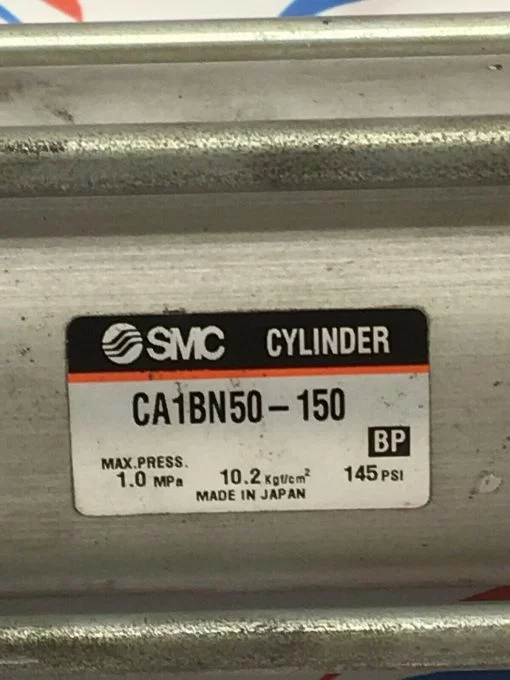 SMC CYLINDER
CA1BN50-150
BP
MAX.PRESS.
1.0 MPa 10.2 Kgf/cm² 145 PSI
MADE IN JAPAN